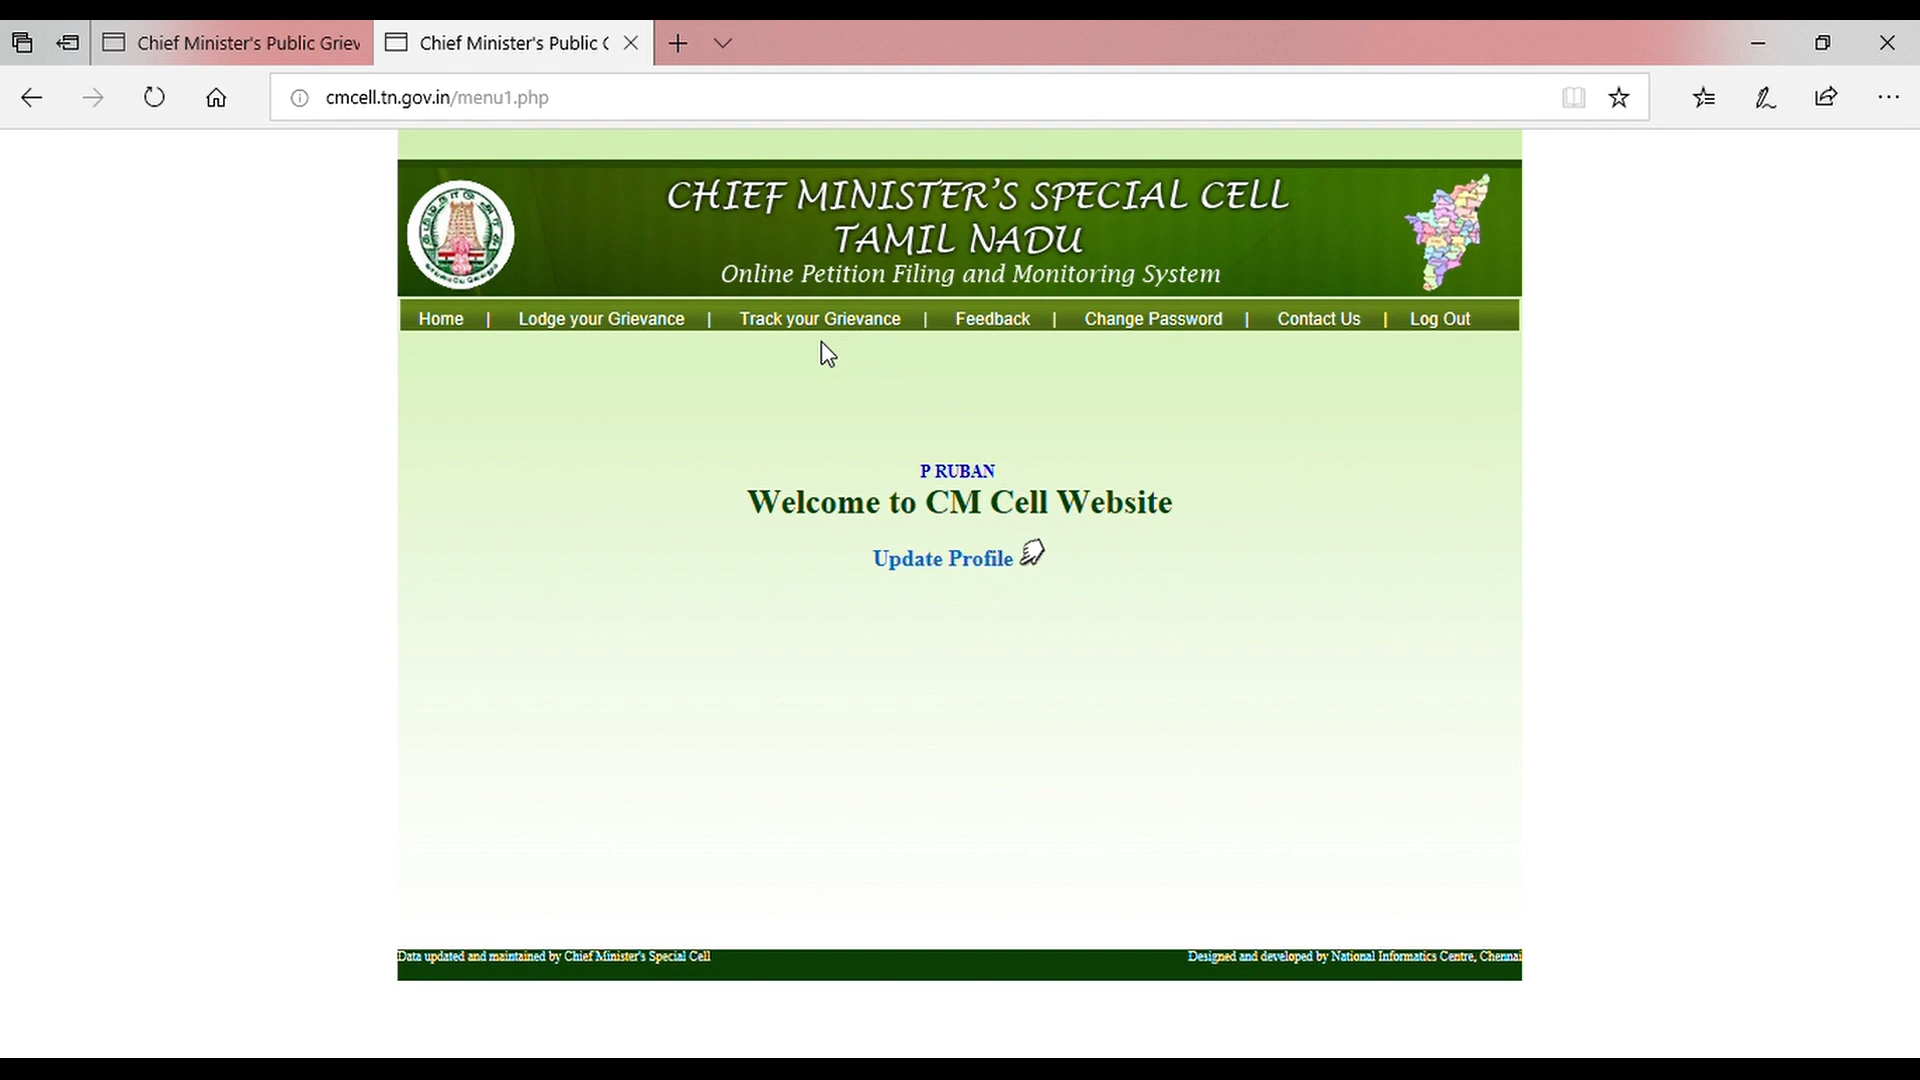 Chief Minister's Public Griev
Chief Minister's Public
cmcell.tn.gov.in/menu1.php
CHIEF MINISTER'S SPECIAL CELL
TAMIL NADU
Online Petition Filing and Monitoring System
Home | Lodge your Grievance | Track your Grievance | Feedback | Change Password | Contact Us | Log Out
P RUBAN
Welcome to CM Cell Website
Update Profile
Data updated and maintained by Chief Minister's Special Cell
Designed and developed by National Informatics Centre, Chennai